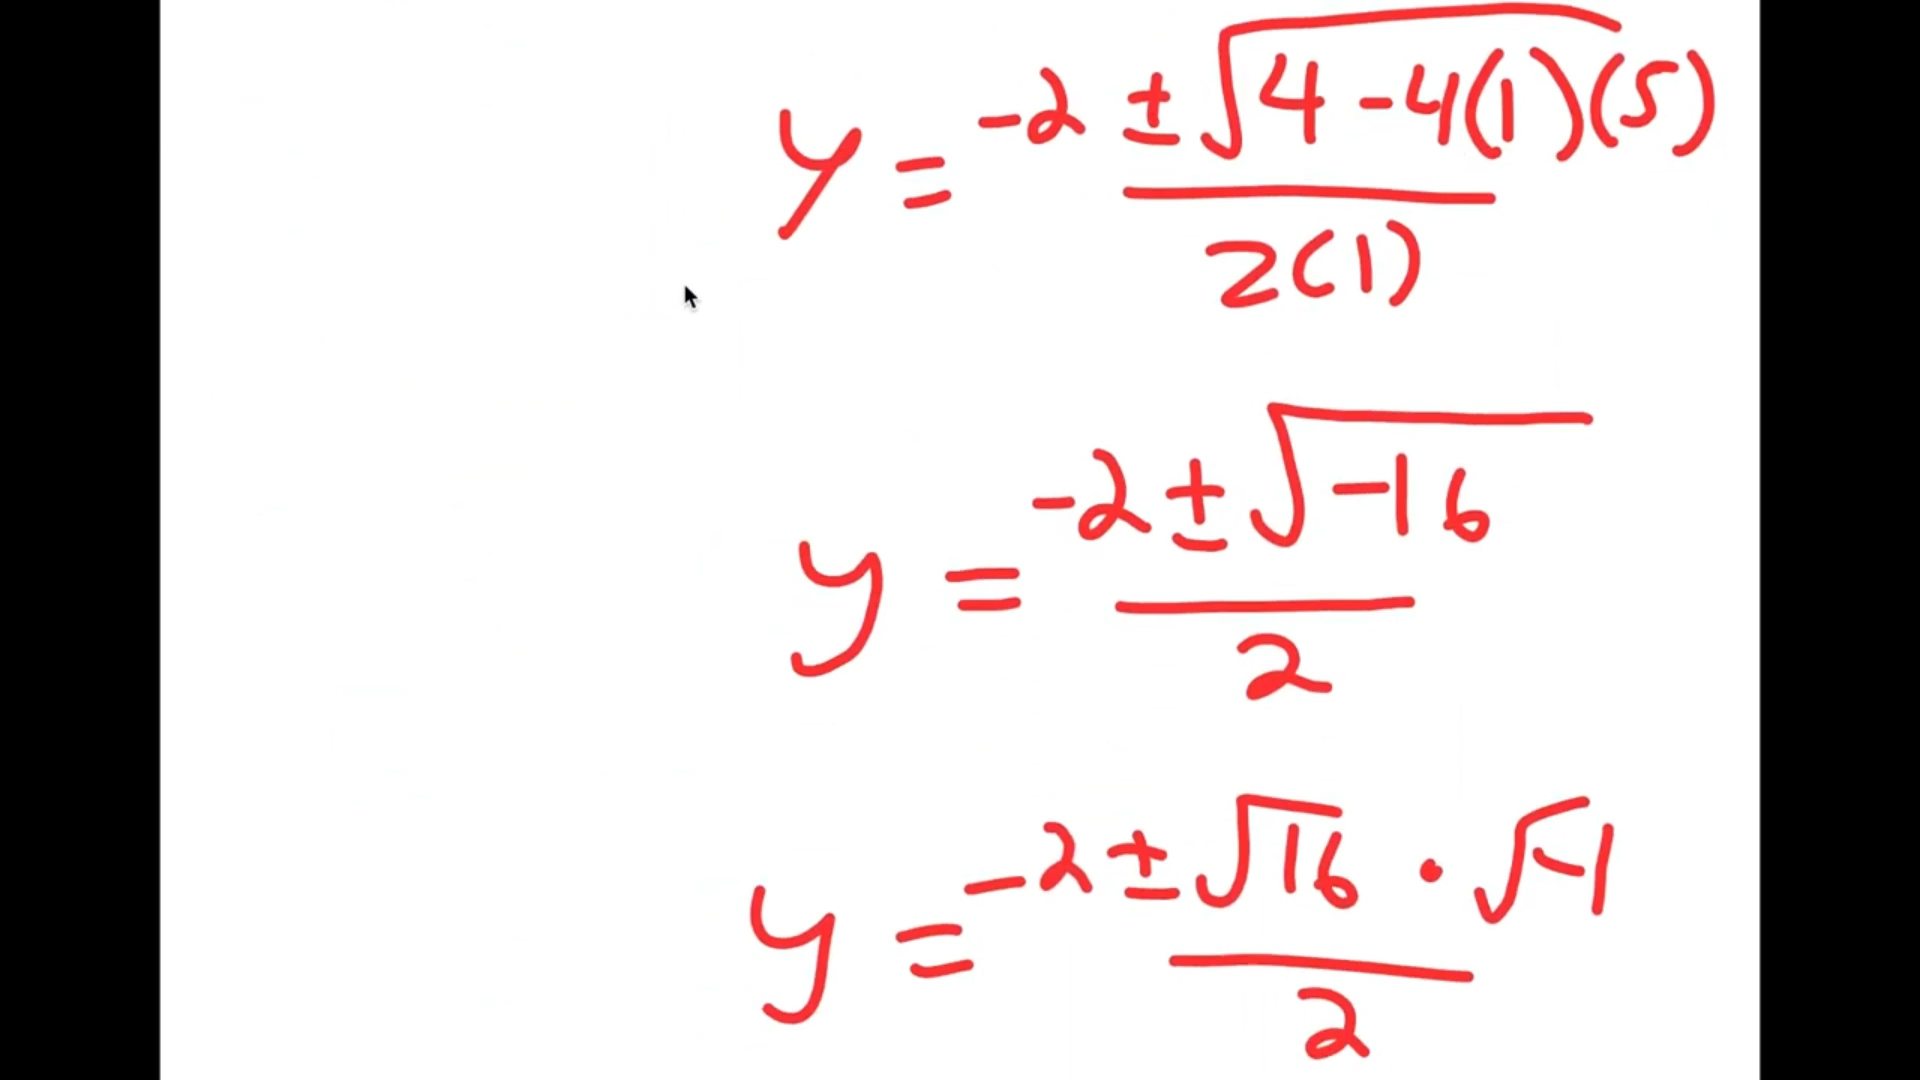 y = -2 ± √4 - 4(1)(5)
2(1)
y = -2 ± √-16
2
y = -2 ± √16 · √-1
2